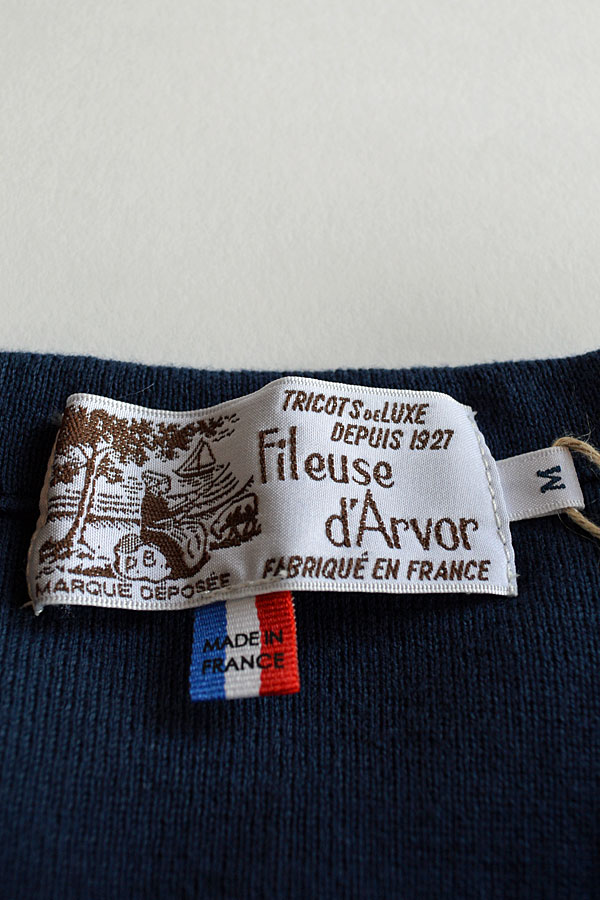 TRICOTS DE LUXE
DEPUIS 1927
Fileuse
d'Arvor
FABRIQUÉ EN FRANCE
MARQUE DÉPOSÉE
M
MADE IN
FRANCE